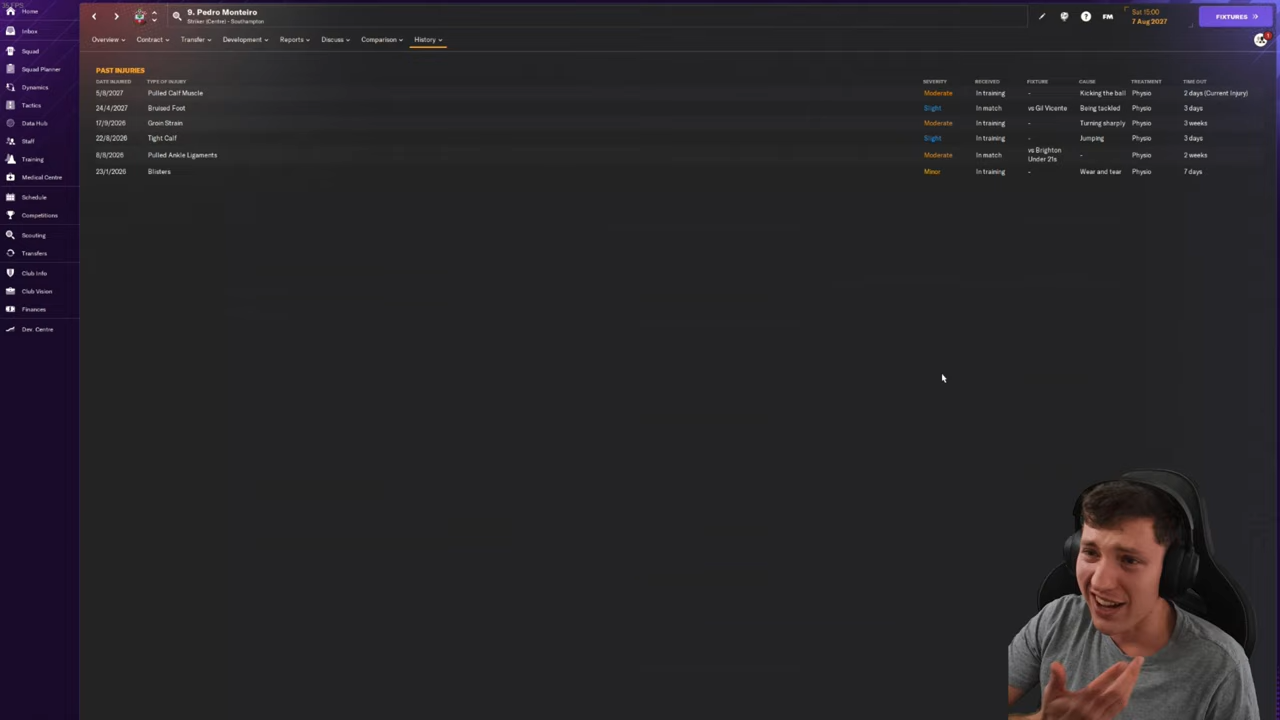 Home
9. Pedro Monteiro
Striker (Centre) - Southampton
FM
Sat 15:00
7 Aug 2027
FIXTURES
Inbox
Squad
Squad Planner
Dynamics
Tactics
Data Hub
Staff
Training
Medical Centre
Schedule
Competitions
Scouting
Transfers
Club Info
Club Vision
Finances
Dev. Centre
Overview Contract Transfer Development Reports Discuss Comparison History
PAST INJURIES
DATE INJURED TYPE OF INJURY SEVERITY RECEIVED FIXTURE CAUSE TREATMENT TIME OUT
5/8/2027 Pulled Calf Muscle Moderate In training - Kicking the ball Physio 2 days (Current Injury)
24/4/2027 Bruised Foot Slight In match vs Gil Vicente Being tackled Physio 3 days
17/9/2026 Groin Strain Moderate In training - Turning sharply Physio 3 weeks
22/8/2026 Tight Calf Slight In training - Jumping Physio 3 days
8/8/2026 Pulled Ankle Ligaments Moderate In match vs Brighton Under 21s - Physio 2 weeks
23/1/2026 Blisters Minor In training - Wear and tear Physio 7 days